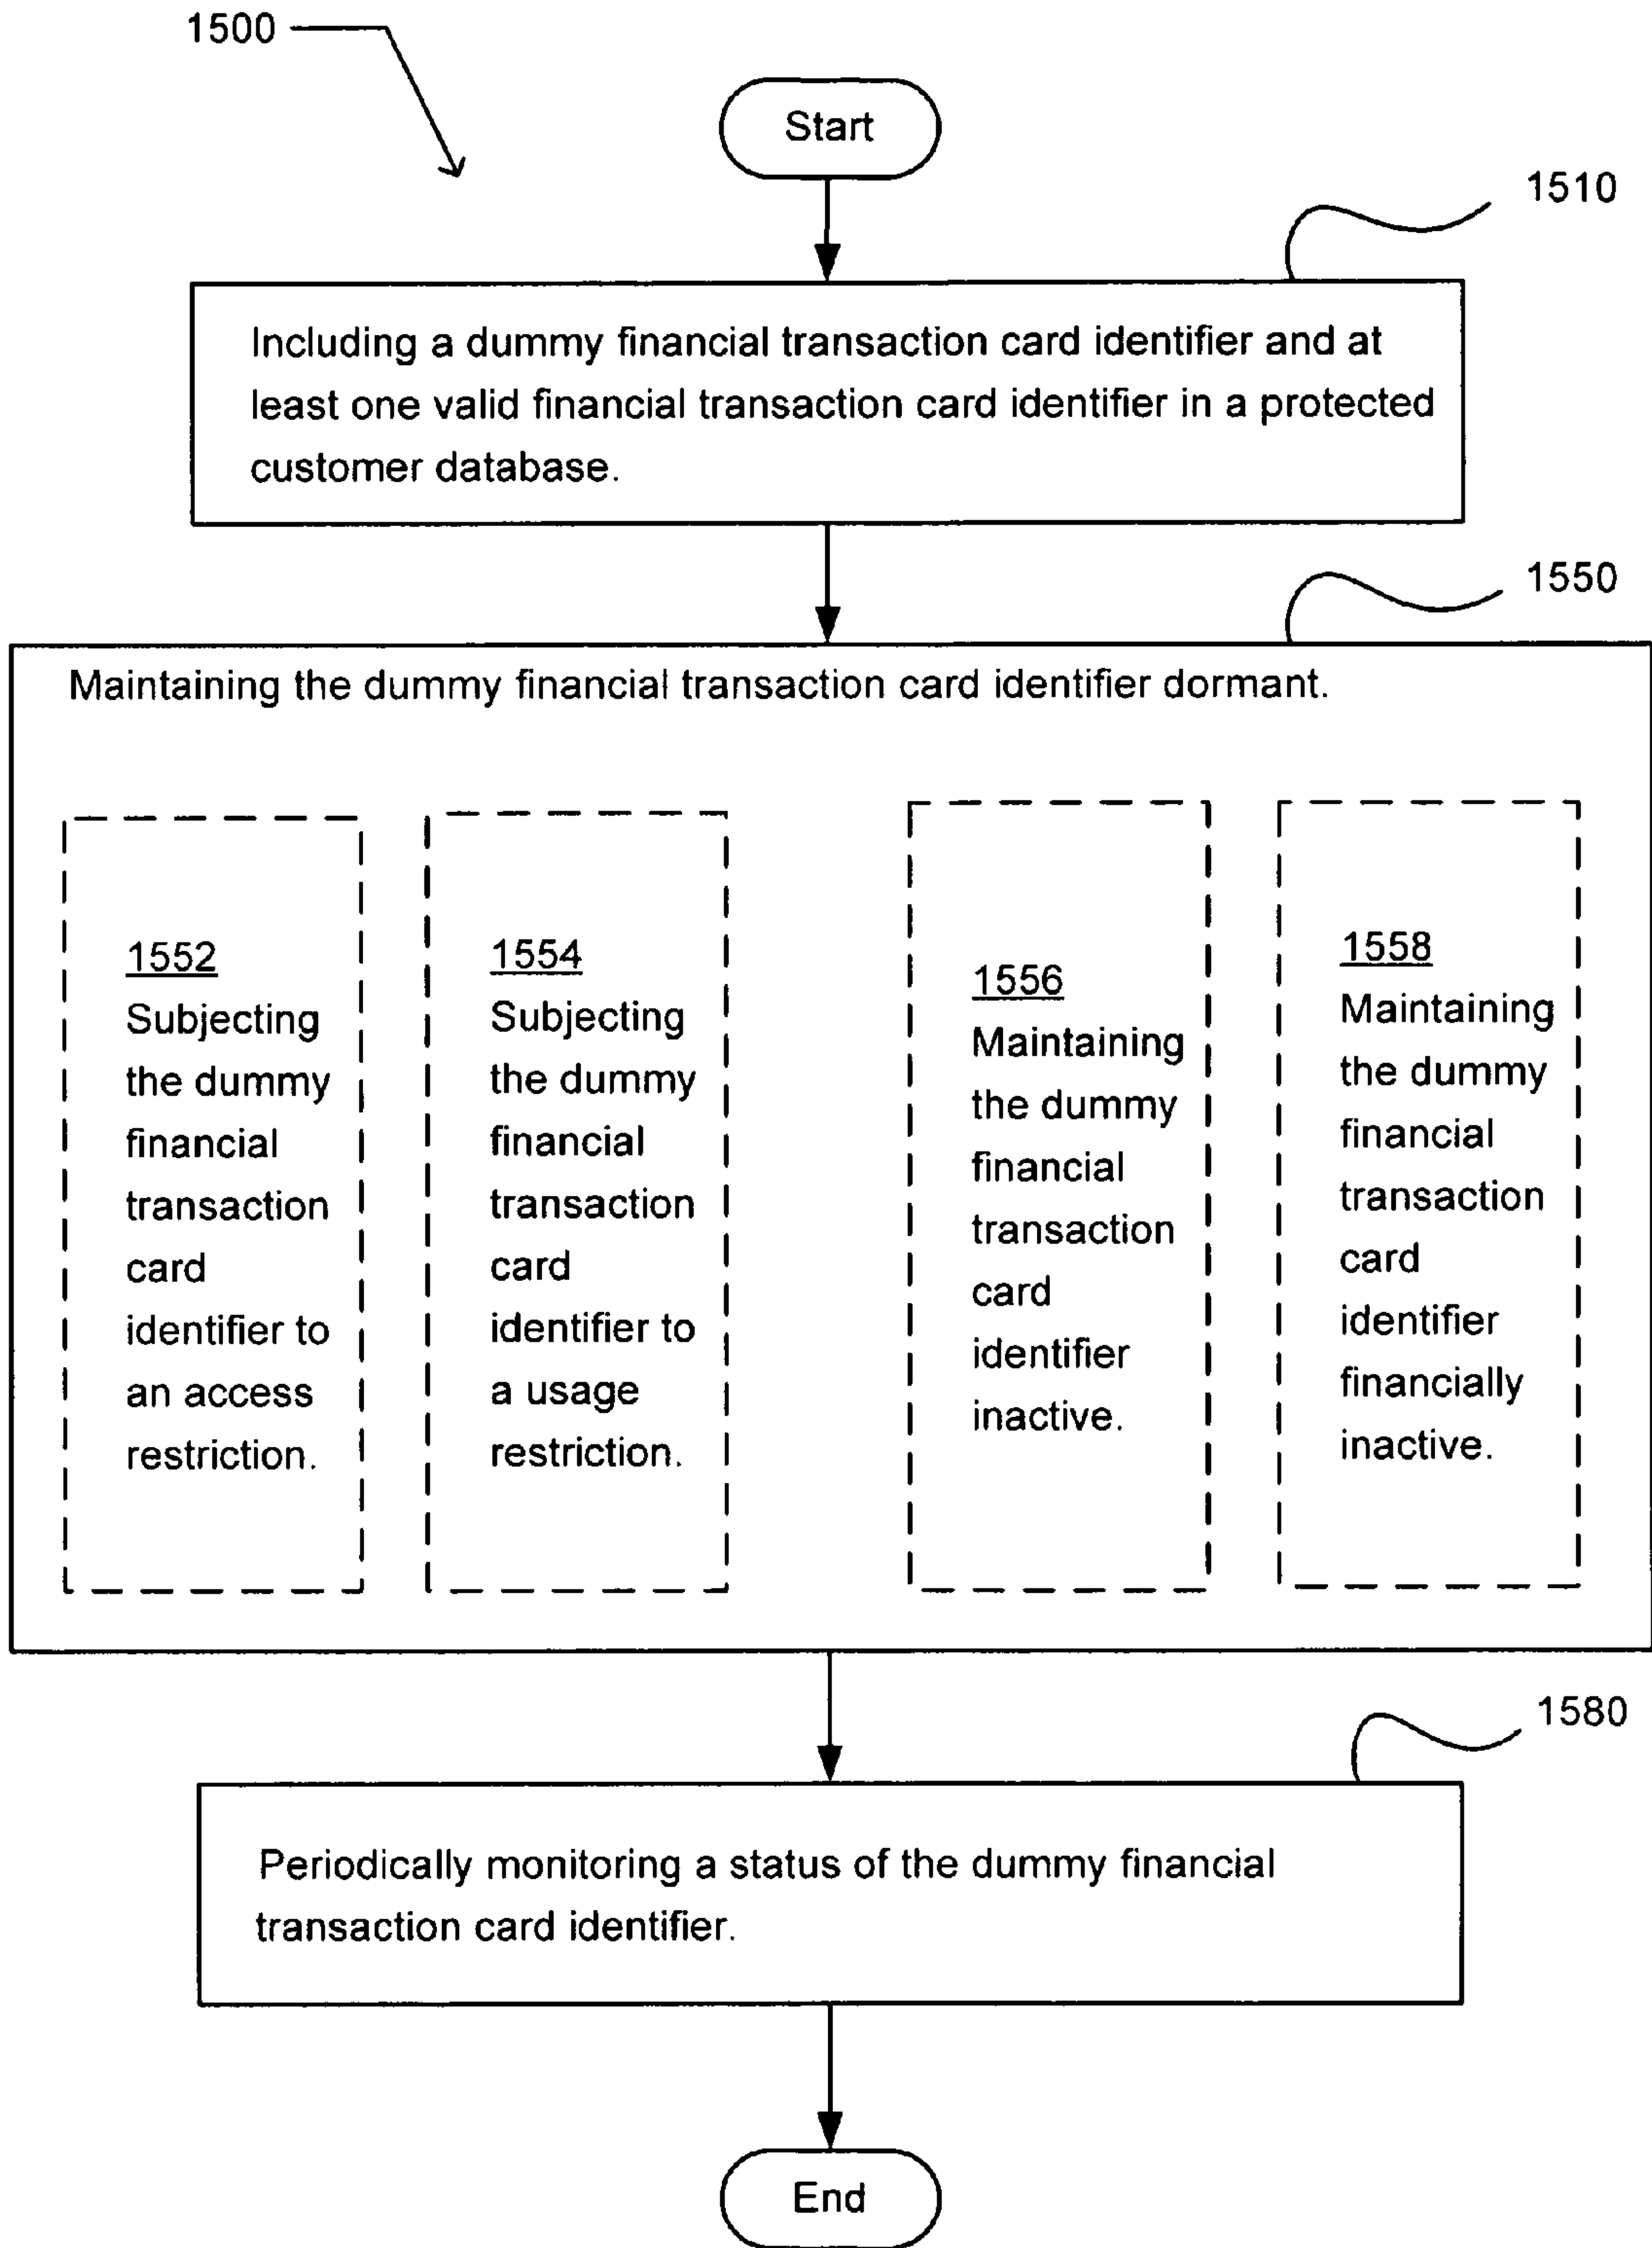 1500
Start
1510
Including a dummy financial transaction card identifier and at
least one valid financial transaction card identifier in a protected
customer database.
1550
Maintaining the dummy financial transaction card identifier dormant.
1552
Subjecting
the dummy
financial
transaction
card
identifier to
an access
restriction.
1554
Subjecting
the dummy
financial
transaction
card
identifier to
a usage
restriction.
1556
Maintaining
the dummy
financial
transaction
card
identifier
inactive.
1558
Maintaining
the dummy
financial
transaction
card
identifier
financially
inactive.
1580
Periodically monitoring a status of the dummy financial
transaction card identifier.
End